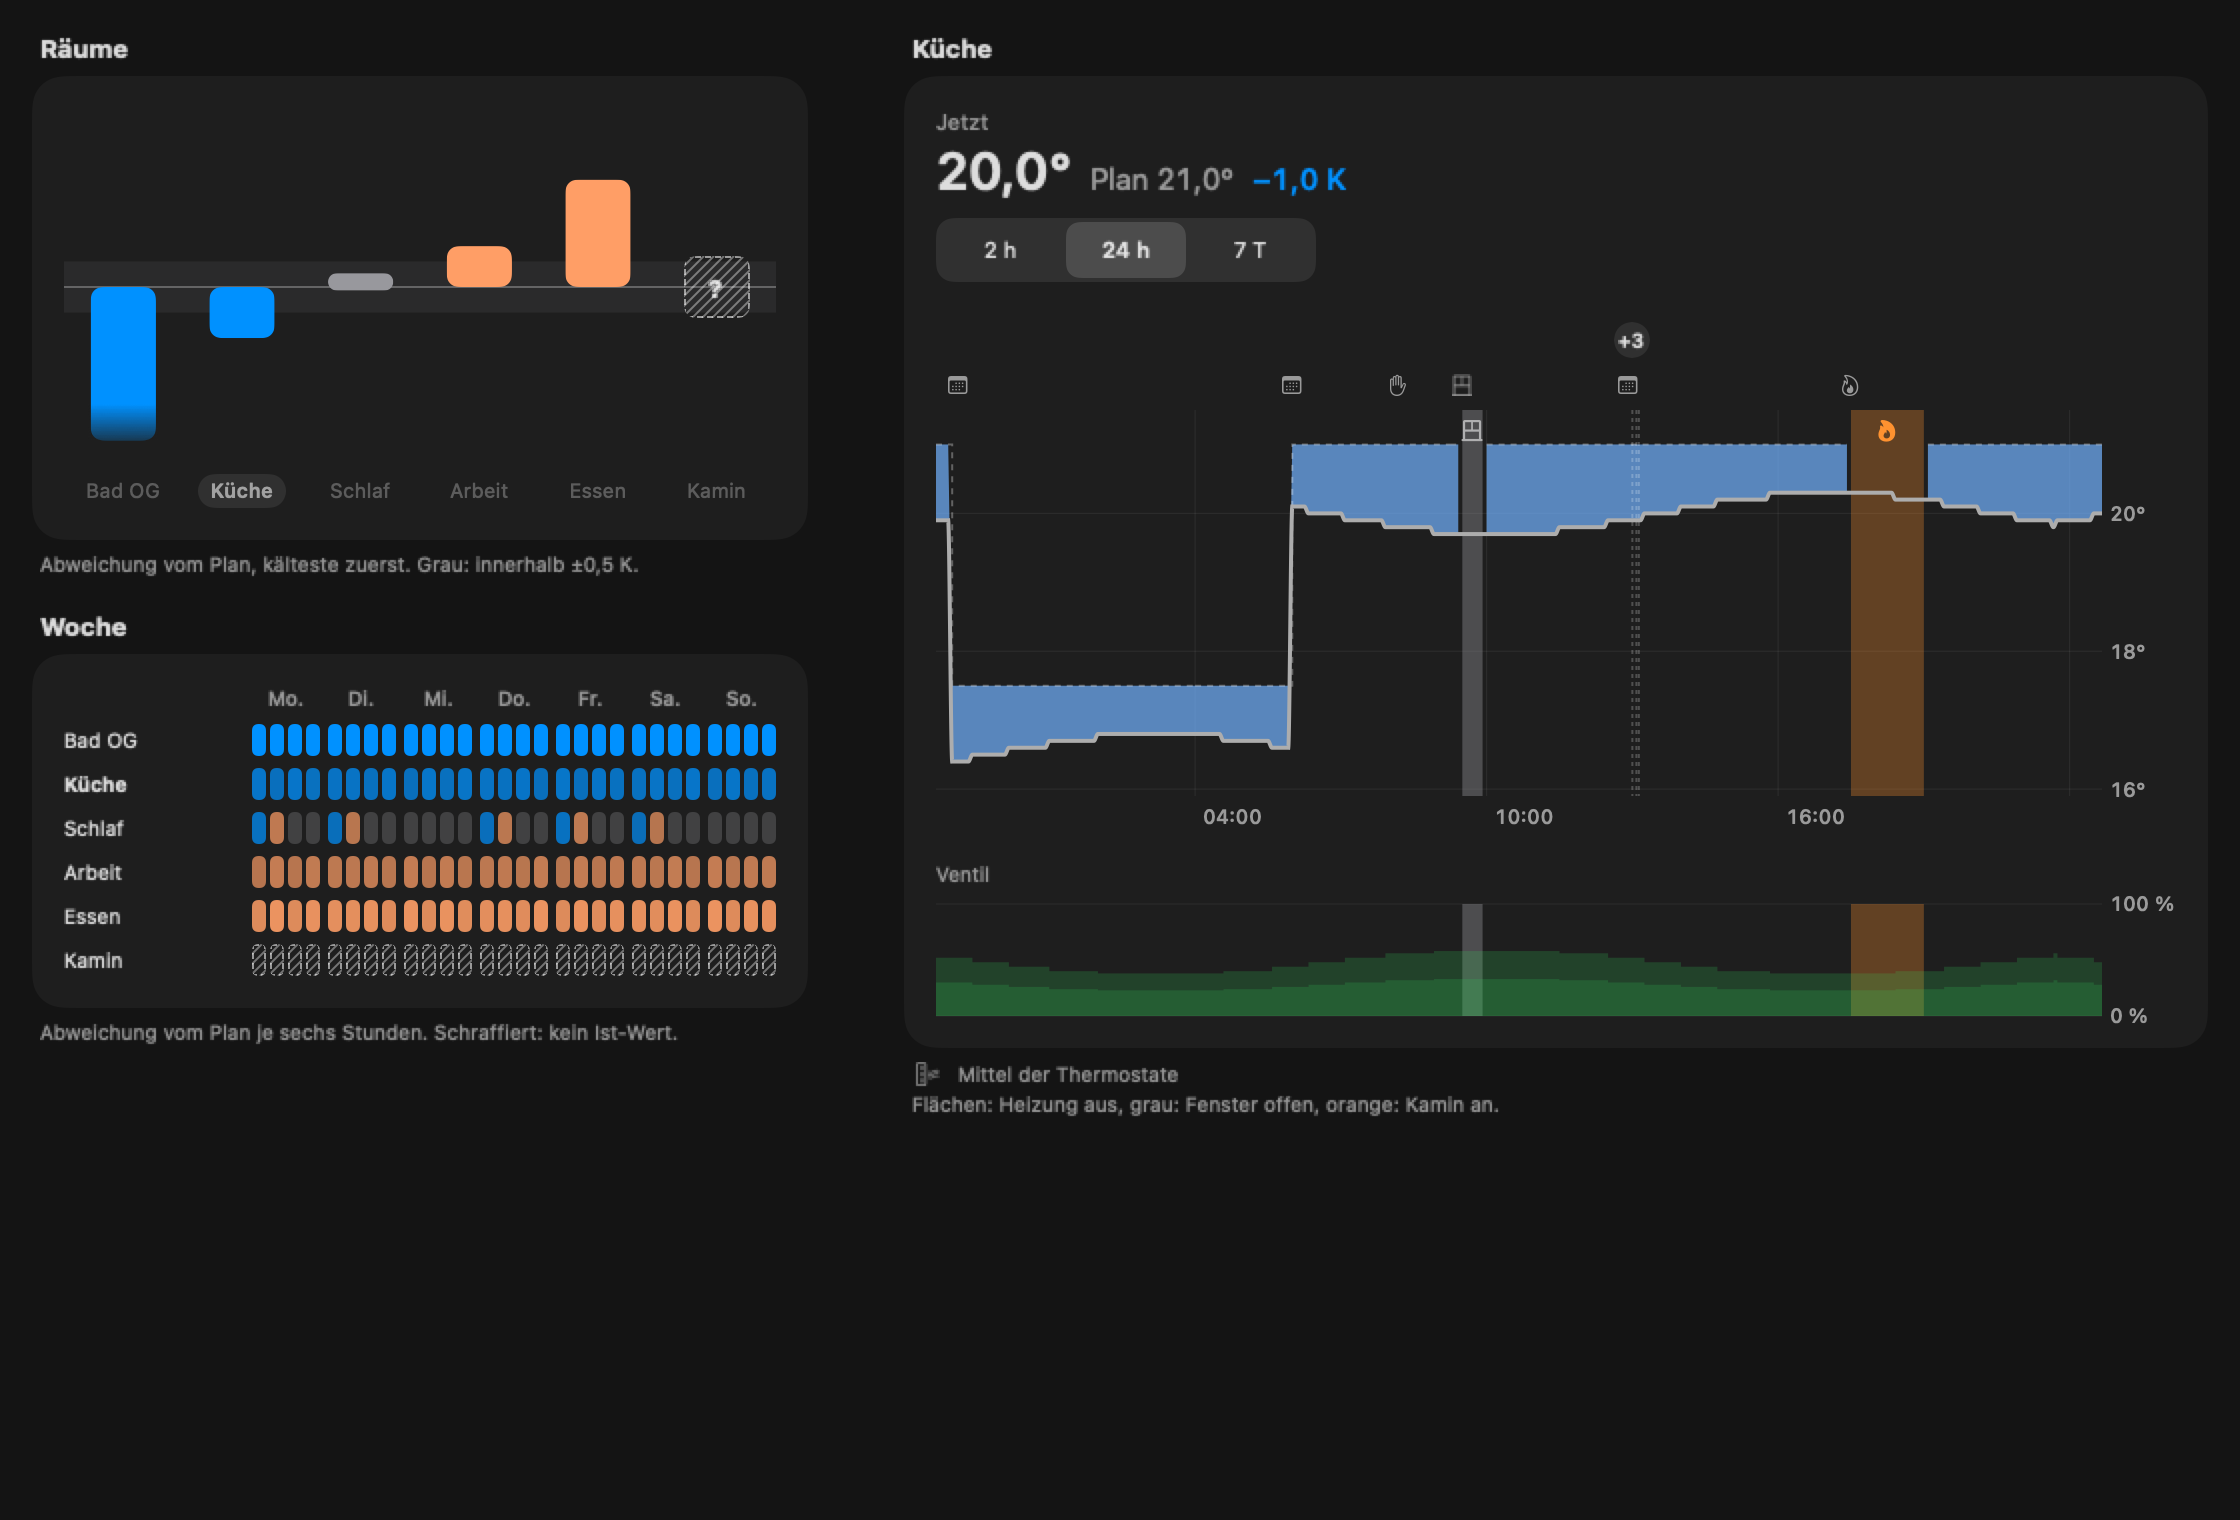 Räume
?
Bad OG Küche Schlaf Arbeit Essen Kamin
Abweichung vom Plan, kälteste zuerst. Grau: innerhalb ±0,5 K.
Woche
Mo. Di. Mi. Do. Fr. Sa. So.
Bad OG
Küche
Schlaf
Arbeit
Essen
Kamin
Abweichung vom Plan je sechs Stunden. Schraffiert: kein Ist-Wert.
Küche
Jetzt
20,0° Plan 21,0° −1,0 K
2 h 24 h 7 T
+3
20°
18°
16°
04:00 10:00 16:00
Ventil
100 %
0 %
Mittel der Thermostate
Flächen: Heizung aus, grau: Fenster offen, orange: Kamin an.